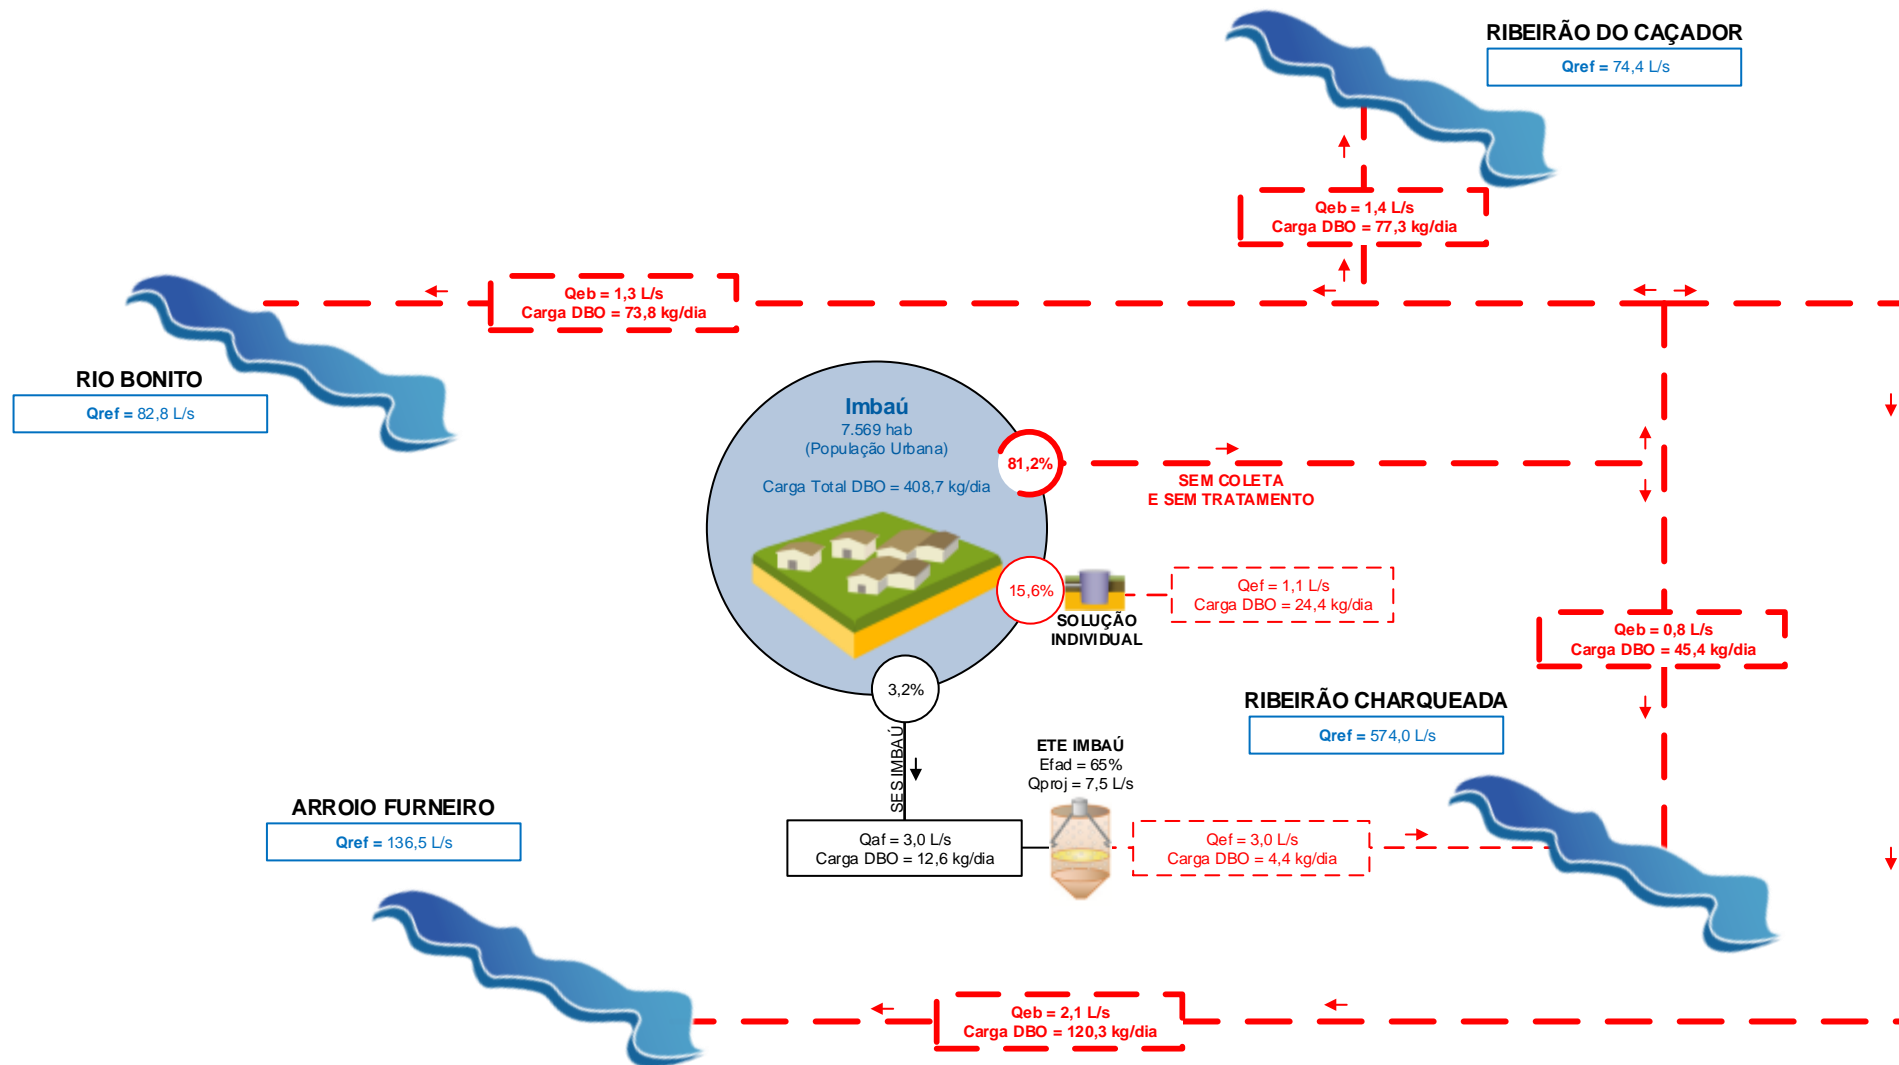 RIBEIRÃO DO CAÇADOR
Qref = 74,4 L/s
Qeb = 1,4 L/s
Carga DBO = 77,3 kg/dia
Qeb = 1,3 L/s
Carga DBO = 73,8 kg/dia
RIO BONITO
Qref = 82,8 L/s
Imbaú
7.569 hab
(População Urbana)
Carga Total DBO = 408,7 kg/dia
81,2%
SEM COLETA
E SEM TRATAMENTO
15,6%
SOLUÇÃO
INDIVIDUAL
Qef = 1,1 L/s
Carga DBO = 24,4 kg/dia
Qeb = 0,8 L/s
Carga DBO = 45,4 kg/dia
3,2%
SES IMBAÚ
RIBEIRÃO CHARQUEADA
Qref = 574,0 L/s
ETE IMBAÚ
Efad = 65%
Qproj = 7,5 L/s
ARROIO FURNEIRO
Qref = 136,5 L/s
Qaf = 3,0 L/s
Carga DBO = 12,6 kg/dia
Qef = 3,0 L/s
Carga DBO = 4,4 kg/dia
Qeb = 2,1 L/s
Carga DBO = 120,3 kg/dia